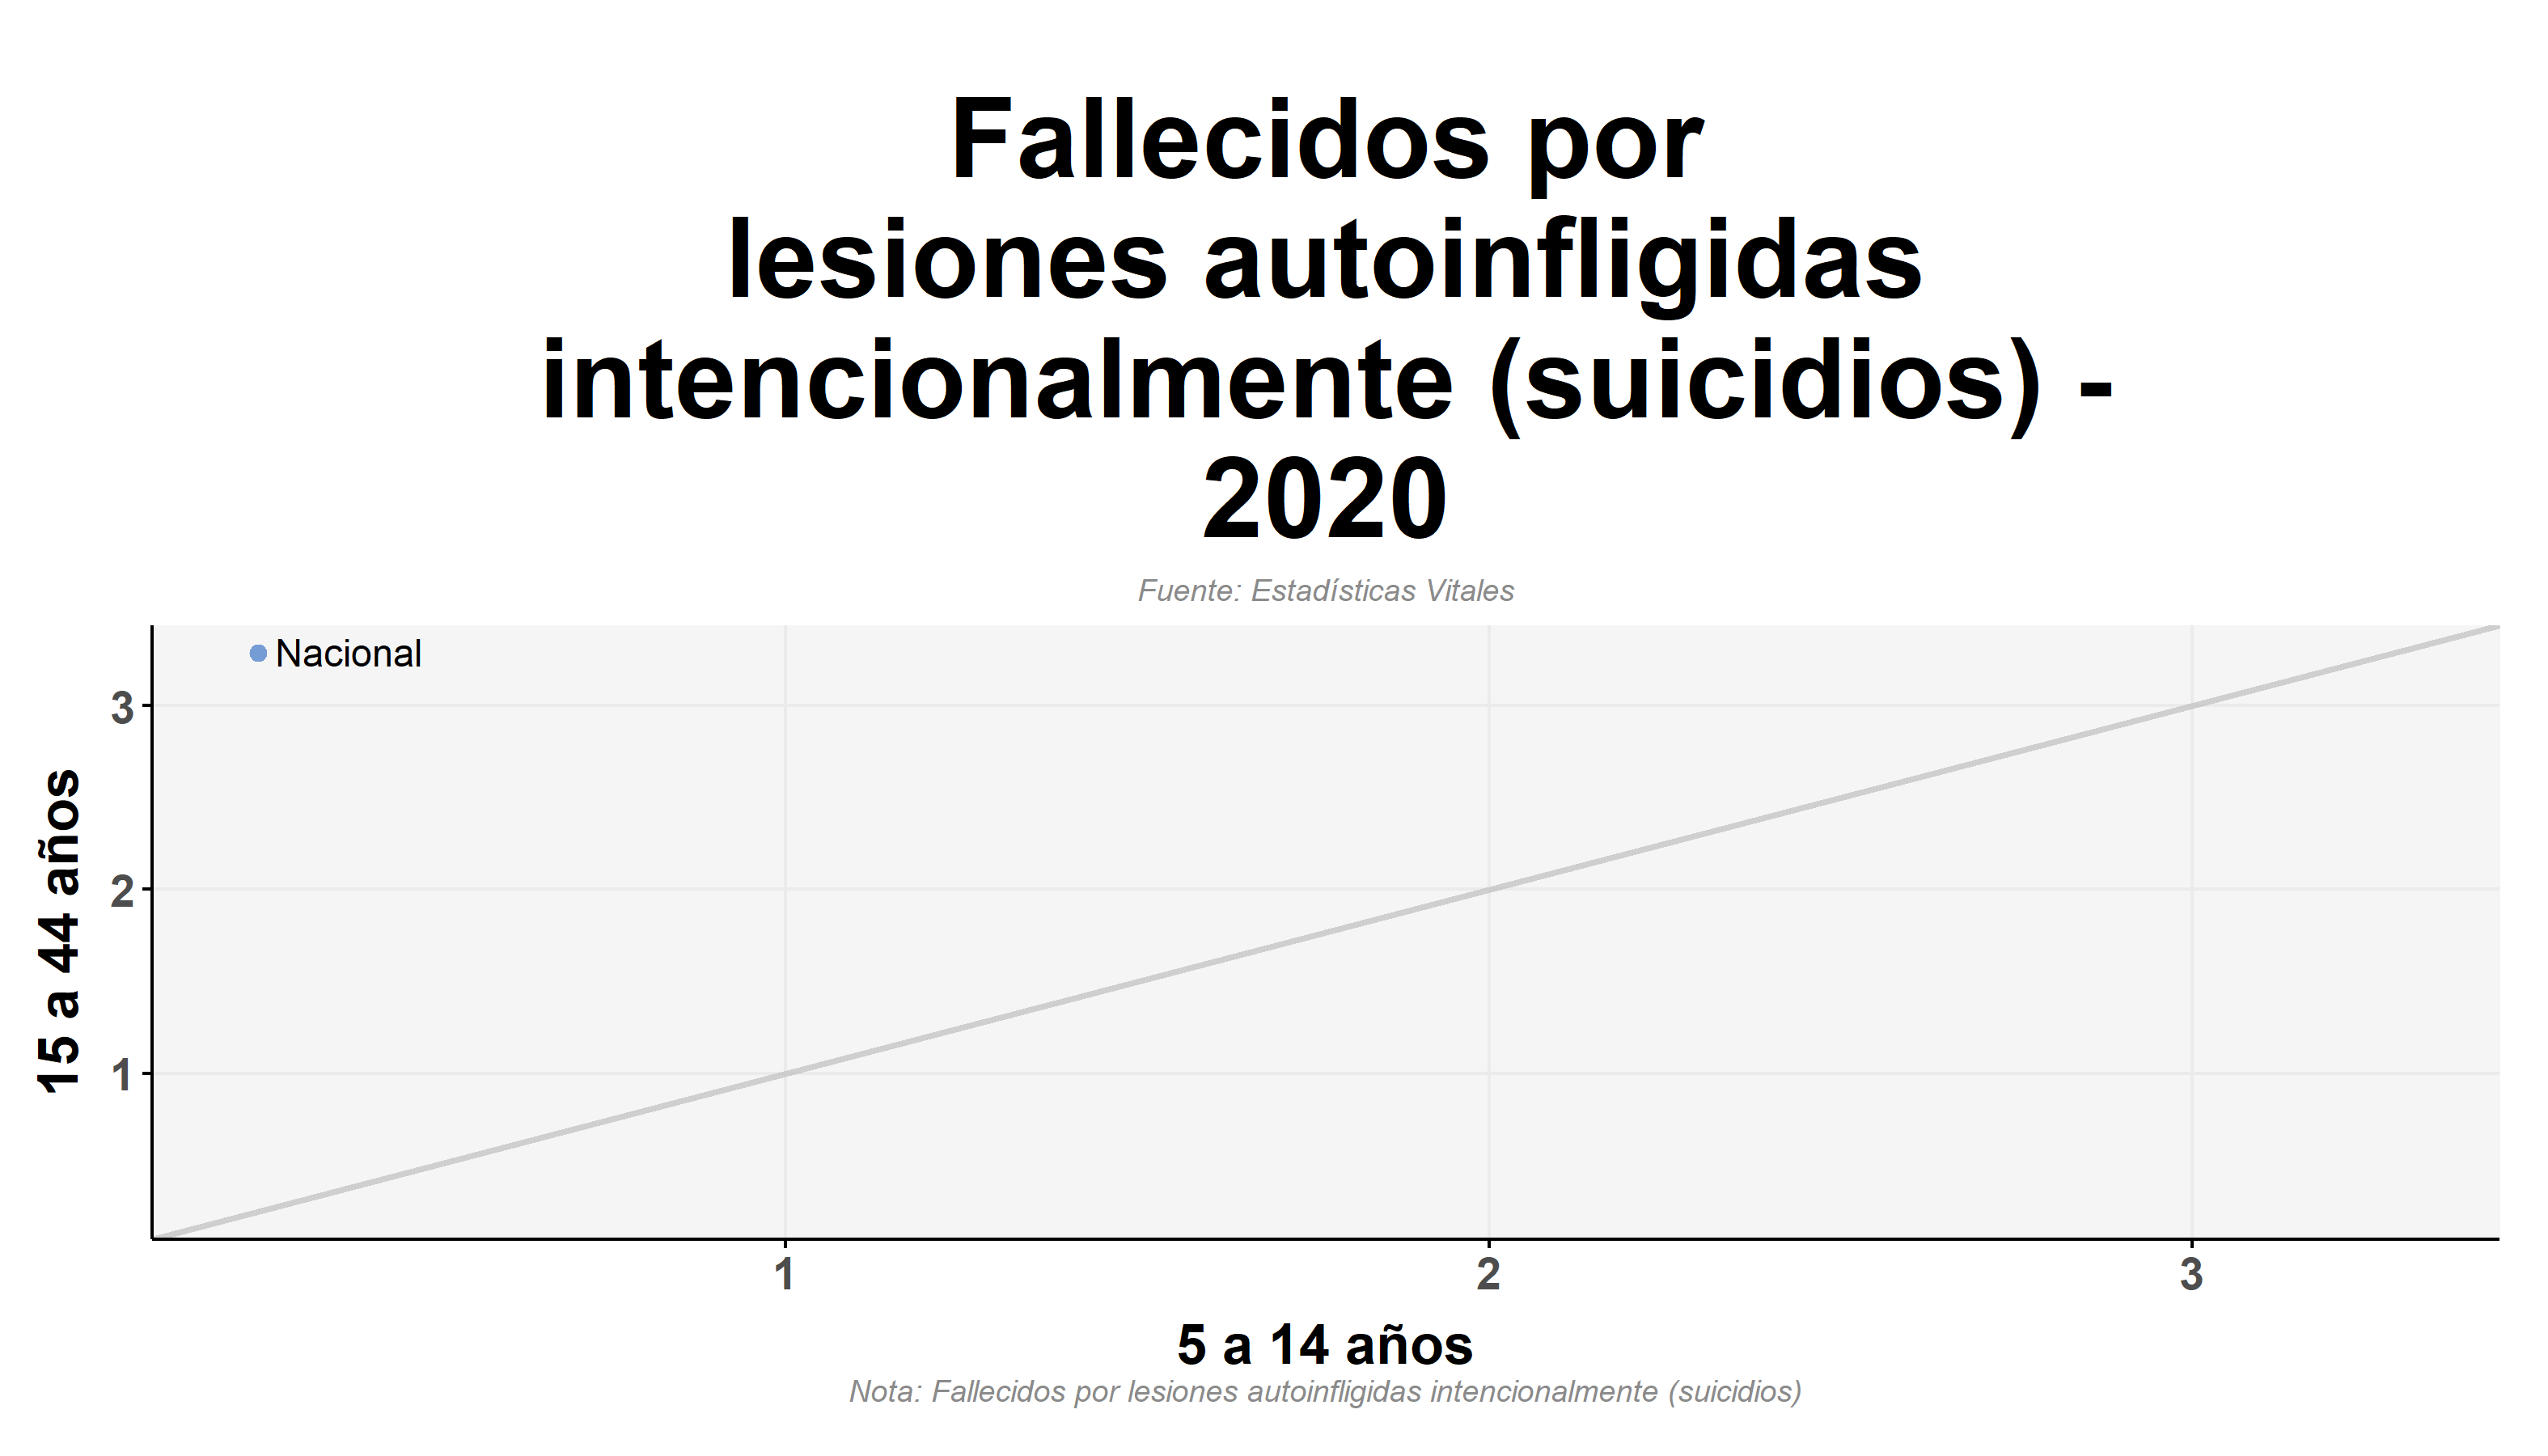 Fallecidos por
lesiones autoinfligidas
intencionalmente (suicidios) -
2020
Fuente: Estadísticas Vitales
Nacional
3
2
1
15 a 44 años
1 2 3
5 a 14 años
Nota: Fallecidos por lesiones autoinfligidas intencionalmente (suicidios)